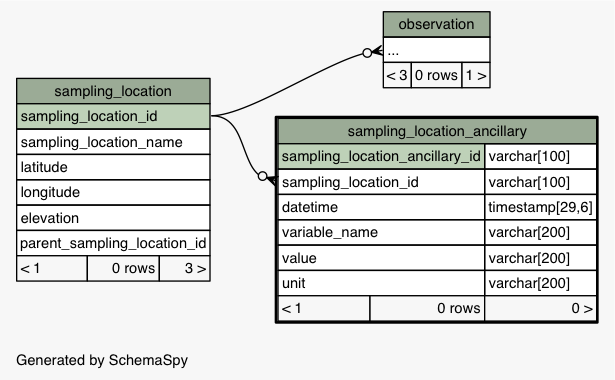 observation
...
< 3 0 rows 1 >
sampling_location
sampling_location_id
sampling_location_name
latitude
longitude
elevation
parent_sampling_location_id
< 1 0 rows 3 >
sampling_location_ancillary
sampling_location_ancillary_id varchar[100]
sampling_location_id varchar[100]
datetime timestamp[29,6]
variable_name varchar[200]
value varchar[200]
unit varchar[200]
< 1 0 rows 0 >
Generated by SchemaSpy